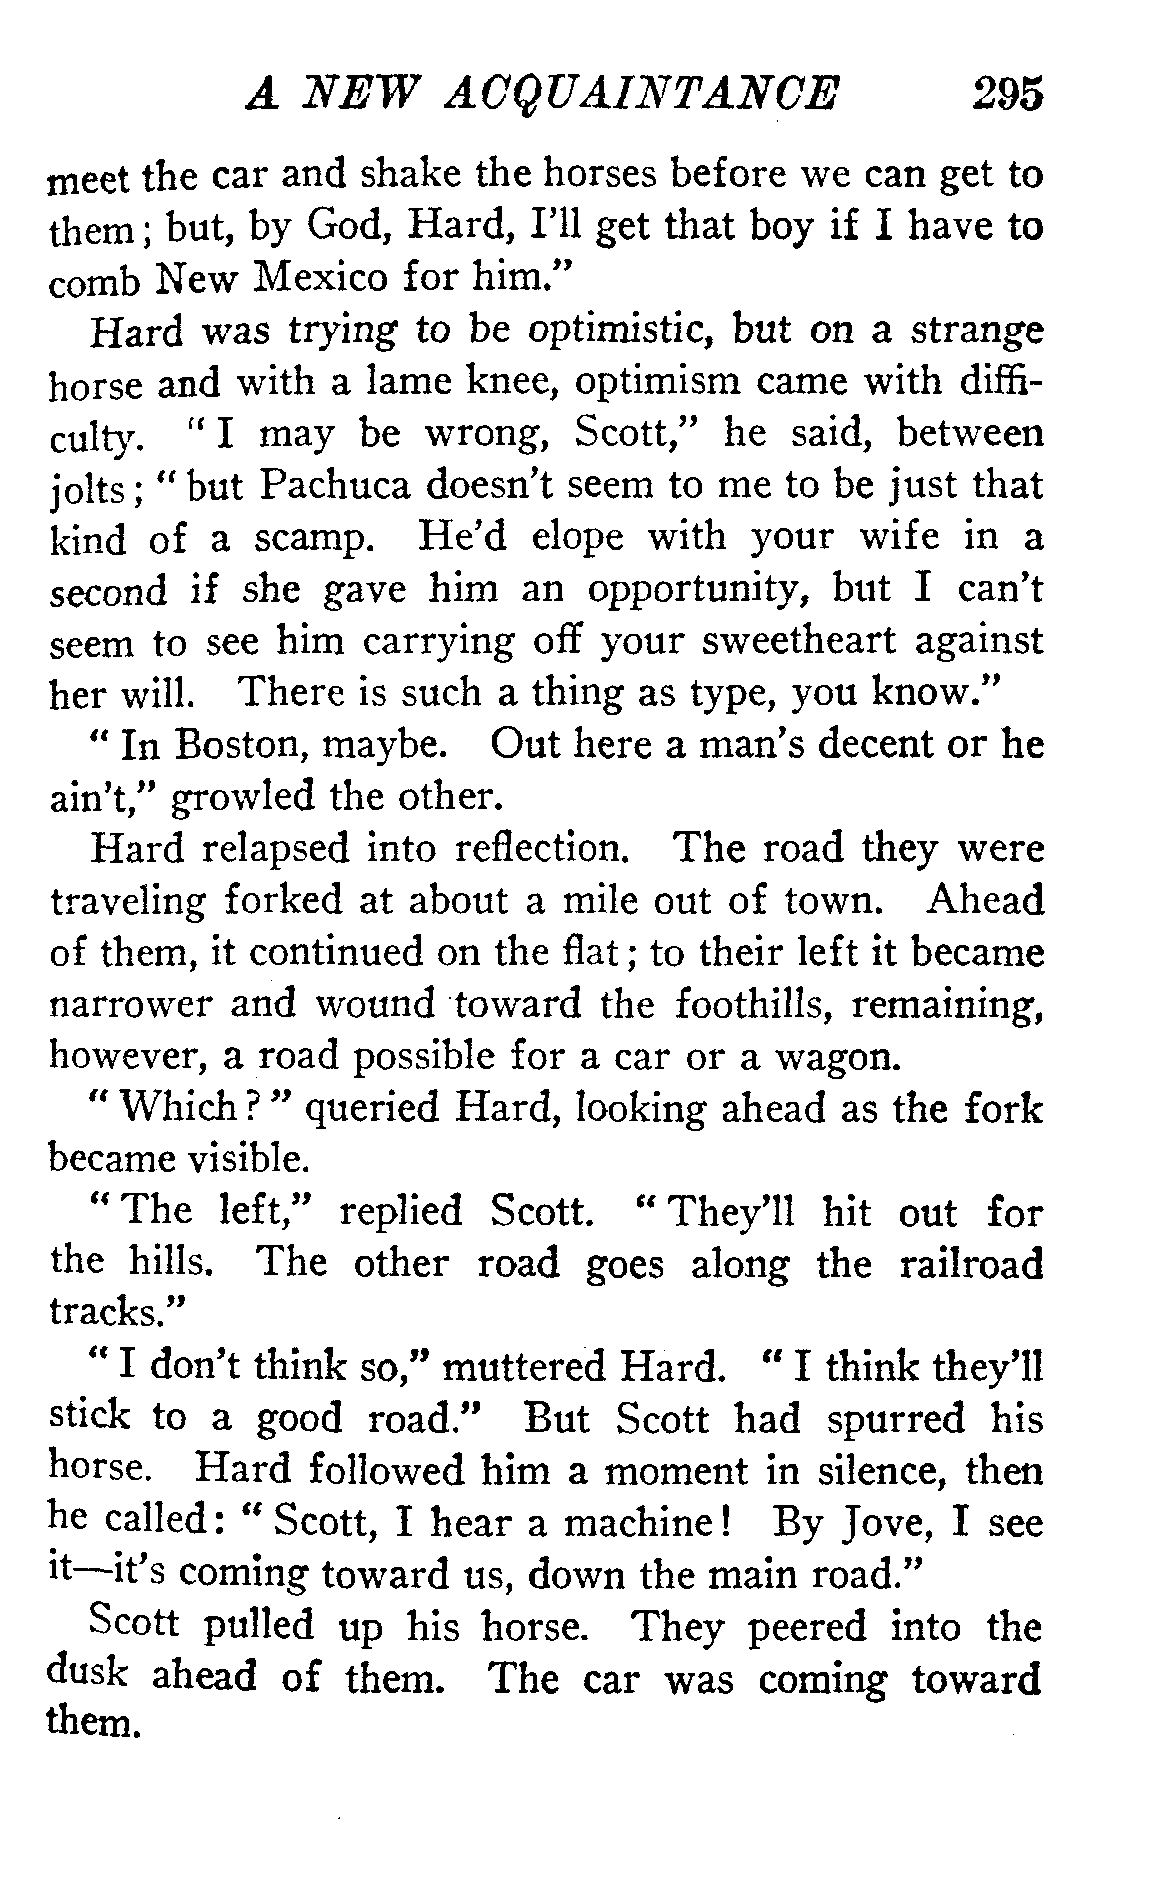 A NEW ACQUAINTANCE 295
meet the car and shake the horses before we can get to
them; but, by God, Hard, I'll get that boy if I have to
comb New Mexico for him."
Hard was trying to be optimistic, but on a strange
horse and with a lame knee, optimism came with diffi-
culty. "I may be wrong, Scott," he said, between
jolts; "but Pachuca doesn't seem to me to be just that
kind of a scamp. He'd elope with your wife in a
second if she gave him an opportunity, but I can't
seem to see him carrying off your sweetheart against
her will. There is such a thing as type, you know."
"In Boston, maybe. Out here a man's decent or he
ain't," growled the other.
Hard relapsed into reflection. The road they were
traveling forked at about a mile out of town. Ahead
of them, it continued on the flat; to their left it became
narrower and wound toward the foothills, remaining,
however, a road possible for a car or a wagon.
"Which?" queried Hard, looking ahead as the fork
became visible.
"The left," replied Scott. "They'll hit out for
the hills. The other road goes along the railroad
tracks."
"I don't think so," muttered Hard. "I think they'll
stick to a good road." But Scott had spurred his
horse. Hard followed him a moment in silence, then
he called: "Scott, I hear a machine! By Jove, I see
it—it's coming toward us, down the main road."
Scott pulled up his horse. They peered into the
dusk ahead of them. The car was coming toward
them.